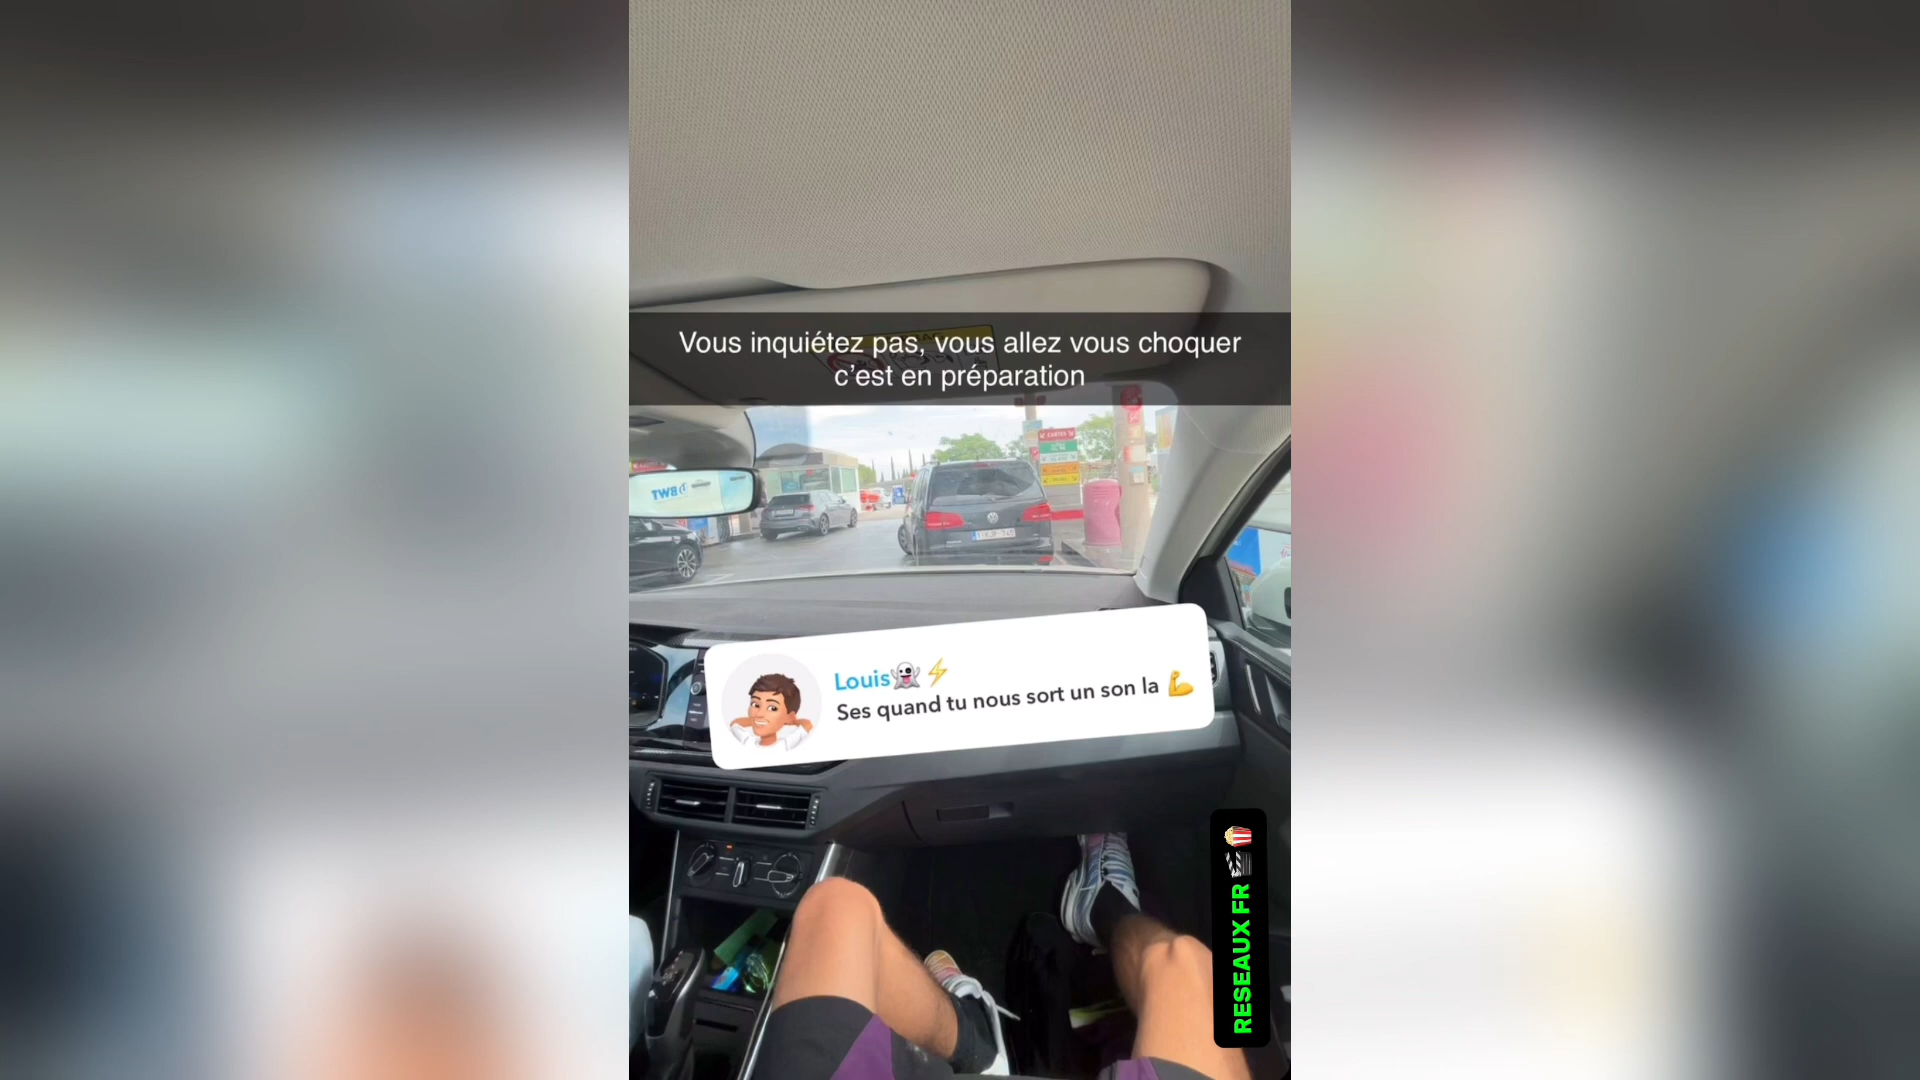 Vous inquiétez pas, vous allez vous choquer
c'est en préparation
BWT
Louis👻⚡
Ses quand tu nous sort un son la 💪
RESEAUX FR 🎬🍿